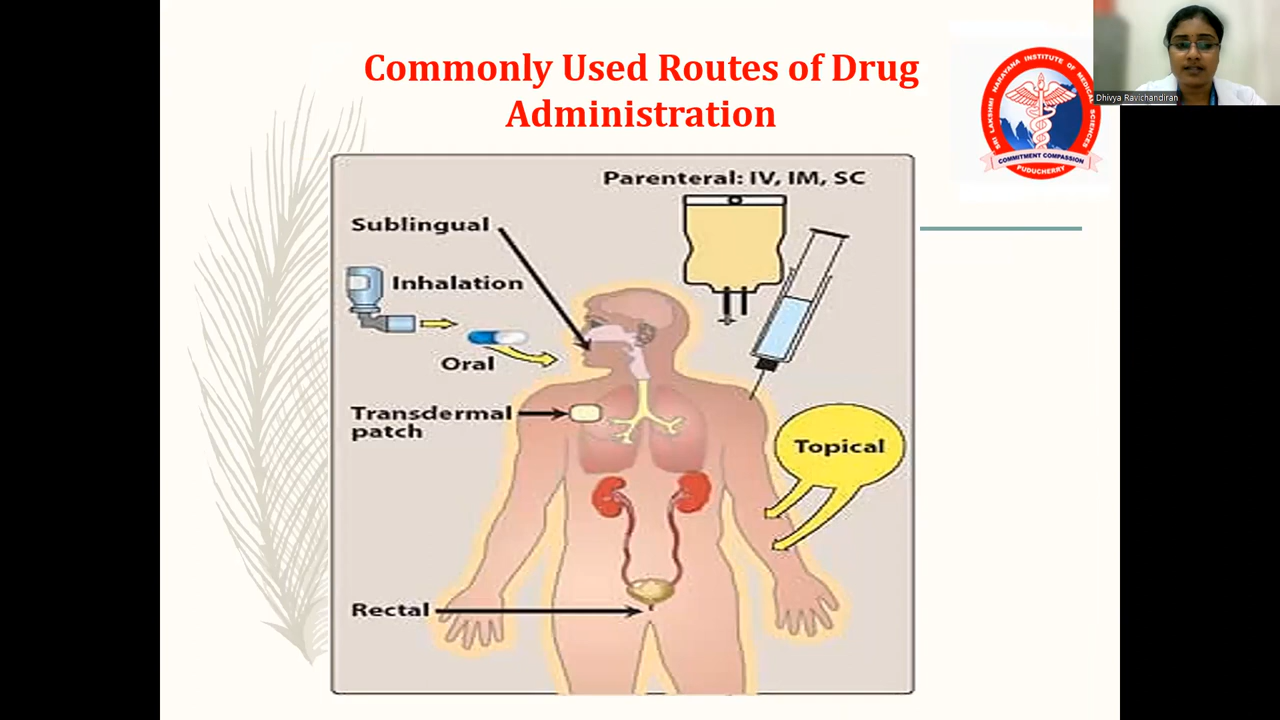 Commonly Used Routes of Drug
Administration
SRI LAKSHMI NARAYANA INSTITUTE OF MEDICAL SCIENCES
COMMITMENT COMPASSION
PUDUCHERRY
Dhivya Ravichandiran
Parenteral: IV, IM, SC
Sublingual
Inhalation
Oral
Transdermal
patch
Topical
Rectal